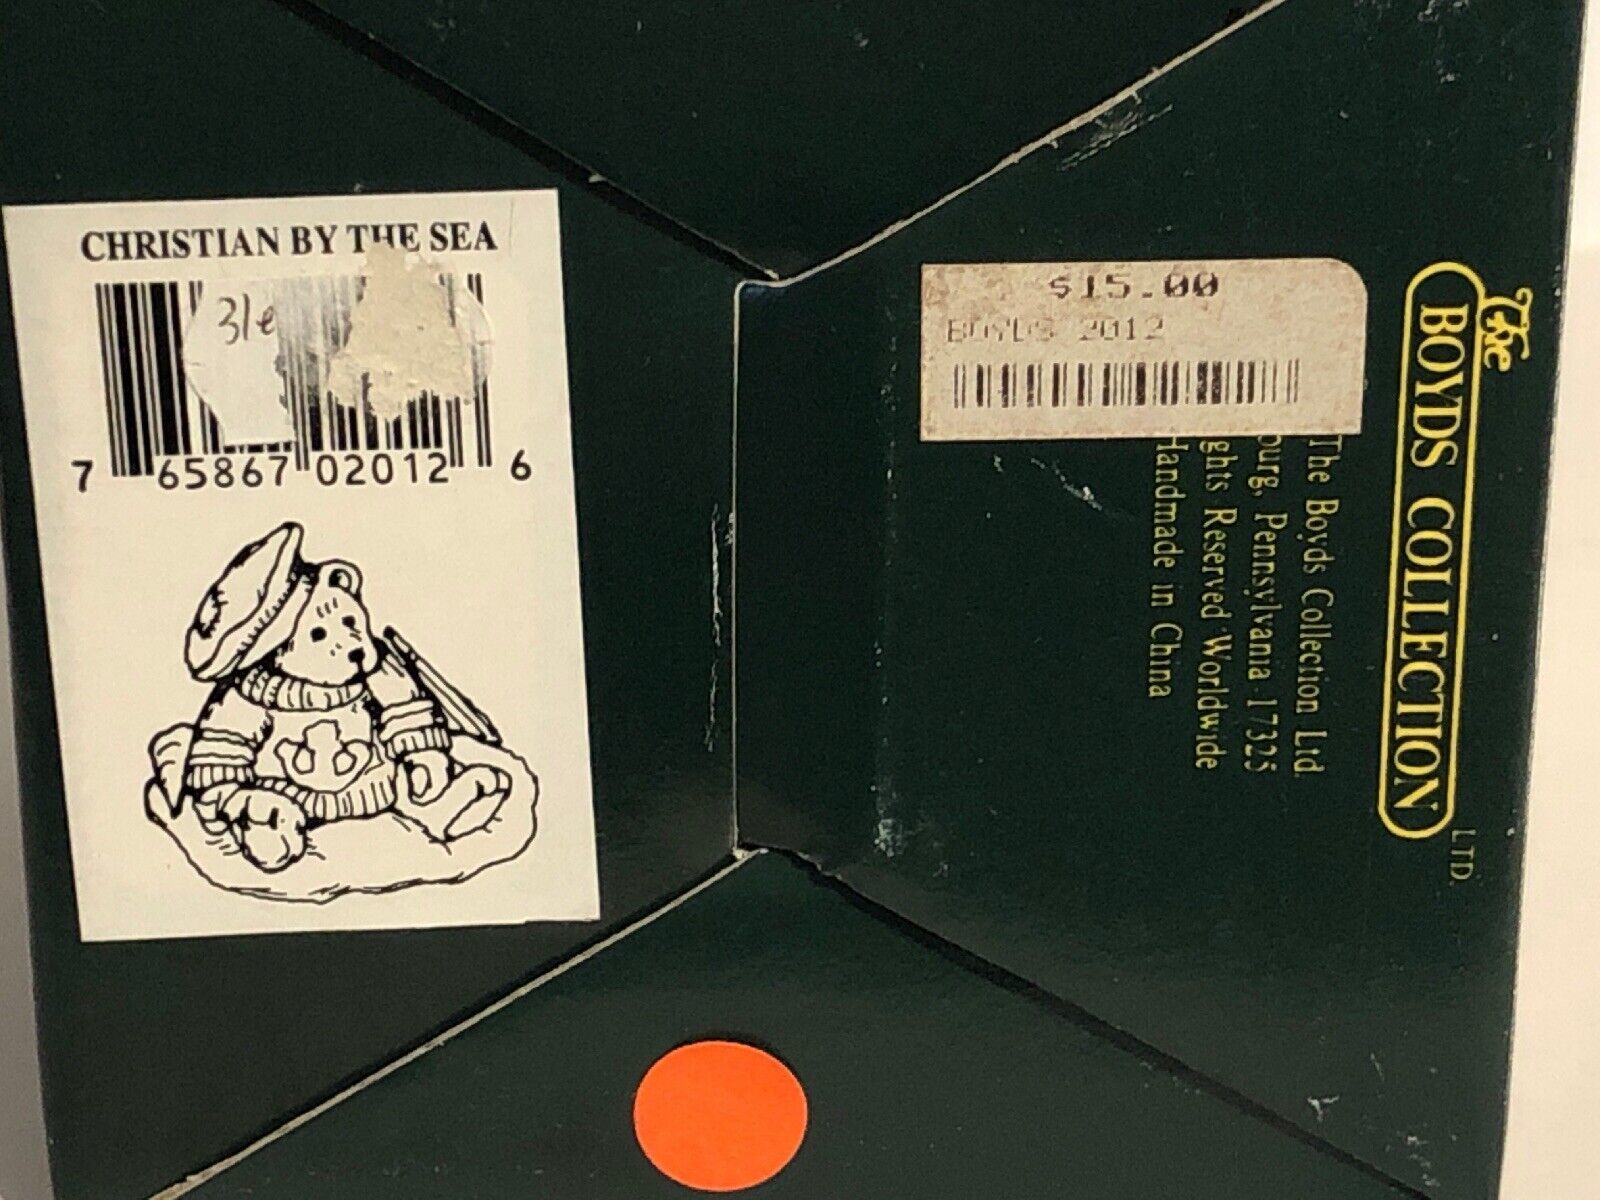 CHRISTIAN BY THE SEA
7 65867 02012 6
$15.00
BOYDS 2012
The
BOYDS COLLECTION
LTD.
The Boyds Collection Ltd.
ourg, Pennsylvania 17325
ghts Reserved Worldwide
Handmade in China